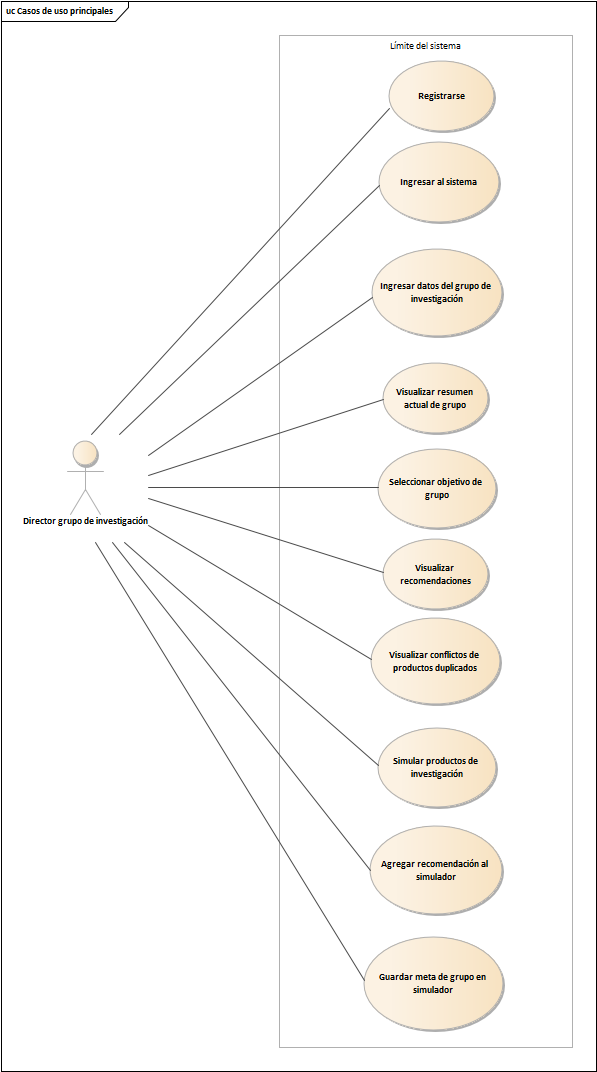 uc Casos de uso principales
Límite del sistema
Registrarse
Ingresar al sistema
Ingresar datos del grupo de
investigación
Visualizar resumen
actual de grupo
Seleccionar objetivo de
grupo
Director grupo de investigación
Visualizar
recomendaciones
Visualizar conflictos de
productos duplicados
Simular productos de
investigación
Agregar recomendación al
simulador
Guardar meta de grupo en
simulador